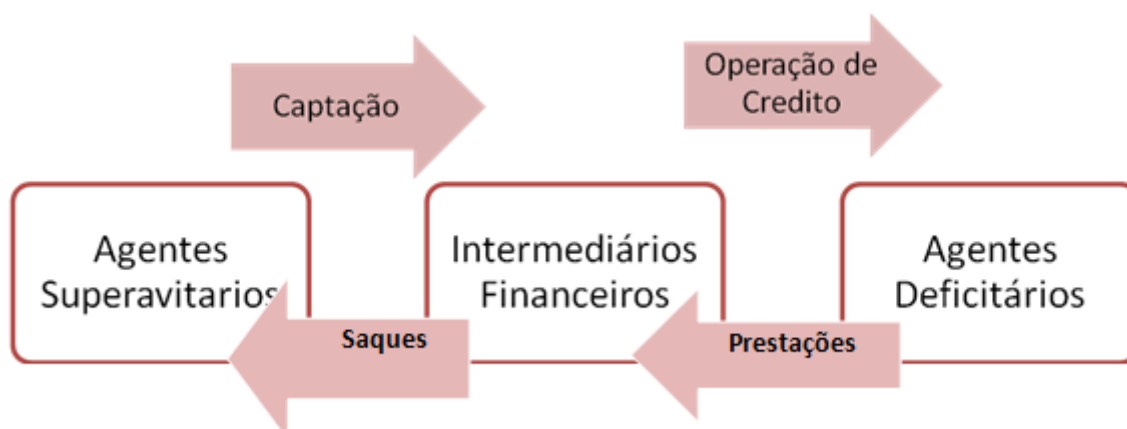 Captação
Operação de
Credito
Agentes
Superavitarios
Intermediários
Financeiros
Agentes
Deficitários
Saques
Prestações